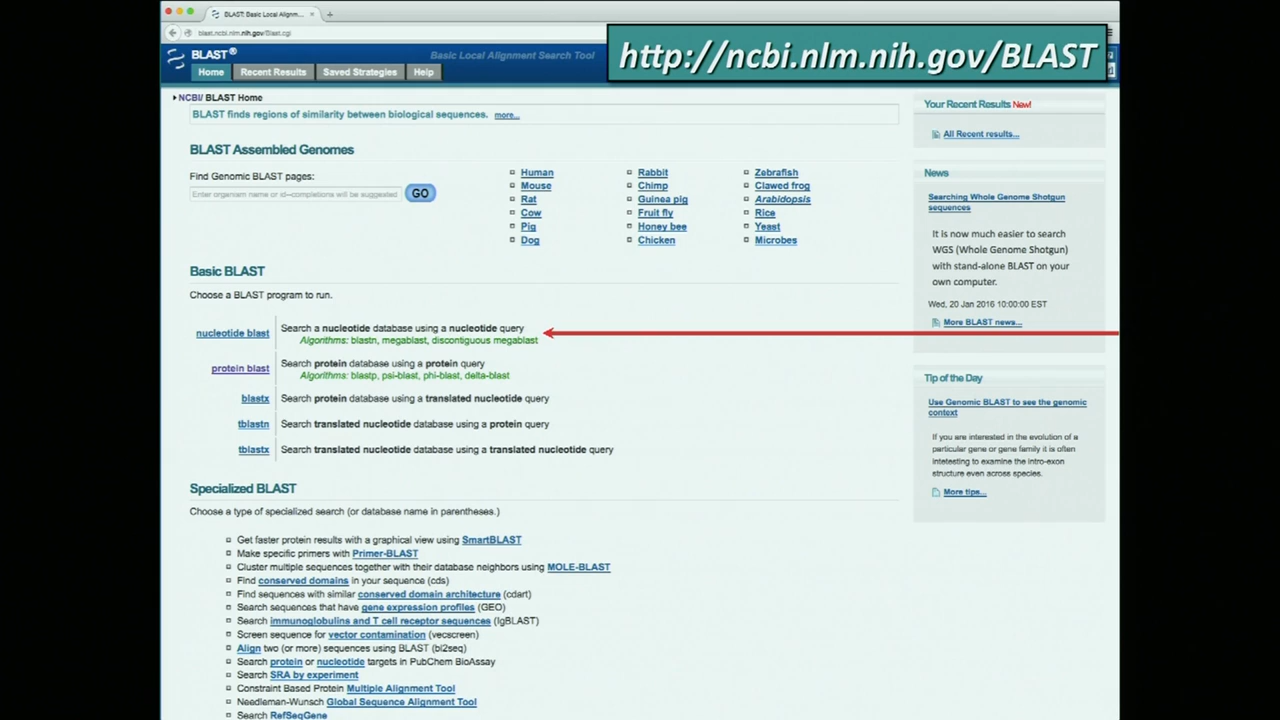 BLAST: Basic Local Alignm...
blast.ncbi.nlm.nih.gov/Blast.cgi
http://ncbi.nlm.nih.gov/BLAST
BLAST® Basic Local Alignment Search Tool
Home Recent Results Saved Strategies Help
NCBI/ BLAST Home
BLAST finds regions of similarity between biological sequences. more...
BLAST Assembled Genomes
Find Genomic BLAST pages:
Enter organism name or id--completions will be suggested GO
Human
Mouse
Rat
Cow
Pig
Dog
Rabbit
Chimp
Guinea pig
Fruit fly
Honey bee
Chicken
Zebrafish
Clawed frog
Arabidopsis
Rice
Yeast
Microbes
Basic BLAST
Choose a BLAST program to run.
nucleotide blast Search a nucleotide database using a nucleotide query
Algorithms: blastn, megablast, discontiguous megablast
protein blast Search protein database using a protein query
Algorithms: blastp, psi-blast, phi-blast, delta-blast
blastx Search protein database using a translated nucleotide query
tblastn Search translated nucleotide database using a protein query
tblastx Search translated nucleotide database using a translated nucleotide query
Specialized BLAST
Choose a type of specialized search (or database name in parentheses.)
Get faster protein results with a graphical view using SmartBLAST
Make specific primers with Primer-BLAST
Cluster multiple sequences together with their database neighbors using MOLE-BLAST
Find conserved domains in your sequence (cds)
Find sequences with similar conserved domain architecture (cdart)
Search sequences that have gene expression profiles (GEO)
Search immunoglobulins and T cell receptor sequences (IgBLAST)
Screen sequence for vector contamination (vecscreen)
Align two (or more) sequences using BLAST (bl2seq)
Search protein or nucleotide targets in PubChem BioAssay
Search SRA by experiment
Constraint Based Protein Multiple Alignment Tool
Needleman-Wunsch Global Sequence Alignment Tool
Search RefSeqGene
Your Recent Results New!
All Recent results...
News
Searching Whole Genome Shotgun
sequences
It is now much easier to search
WGS (Whole Genome Shotgun)
with stand-alone BLAST on your
own computer.
Wed, 20 Jan 2016 10:00:00 EST
More BLAST news...
Tip of the Day
Use Genomic BLAST to see the genomic
context
If you are interested in the evolution of a
particular gene or gene family it is often
intetesting to examine the intro-exon
structure even across species.
More tips...